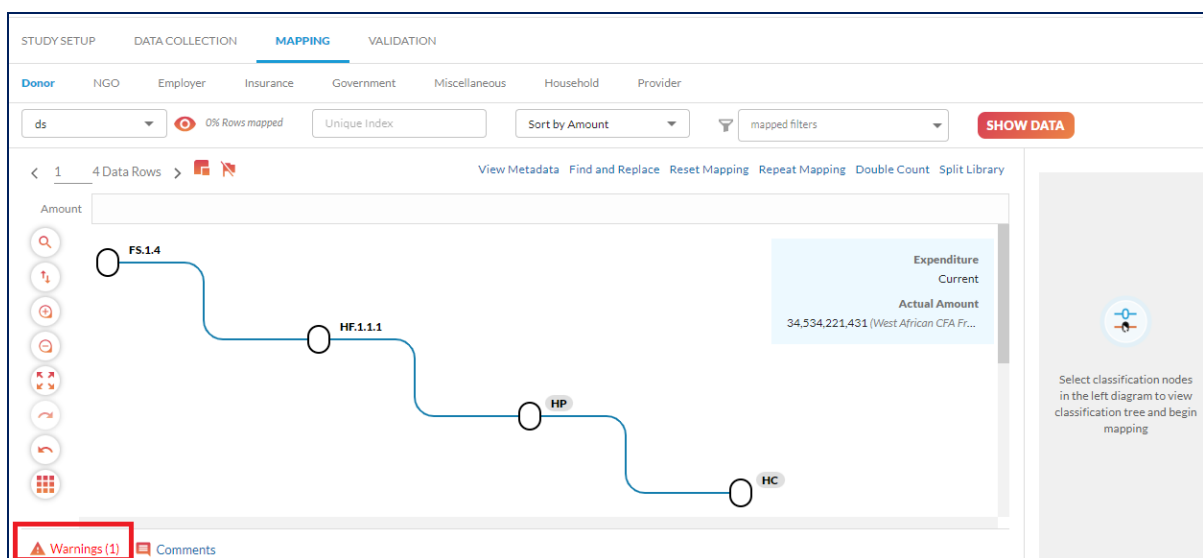 STUDY SETUP DATA COLLECTION MAPPING VALIDATION
Donor NGO Employer Insurance Government Miscellaneous Household Provider
ds 0% Rows mapped Unique Index Sort by Amount mapped filters SHOW DATA
1 4 Data Rows View Metadata Find and Replace Reset Mapping Repeat Mapping Double Count Split Library
Amount
FS.1.4
Expenditure
Current
Actual Amount
34,534,221,431 (West African CFA Fr...
HF.1.1.1
HP
HC
Select classification nodes
in the left diagram to view
classification tree and begin
mapping
Warnings (1) Comments